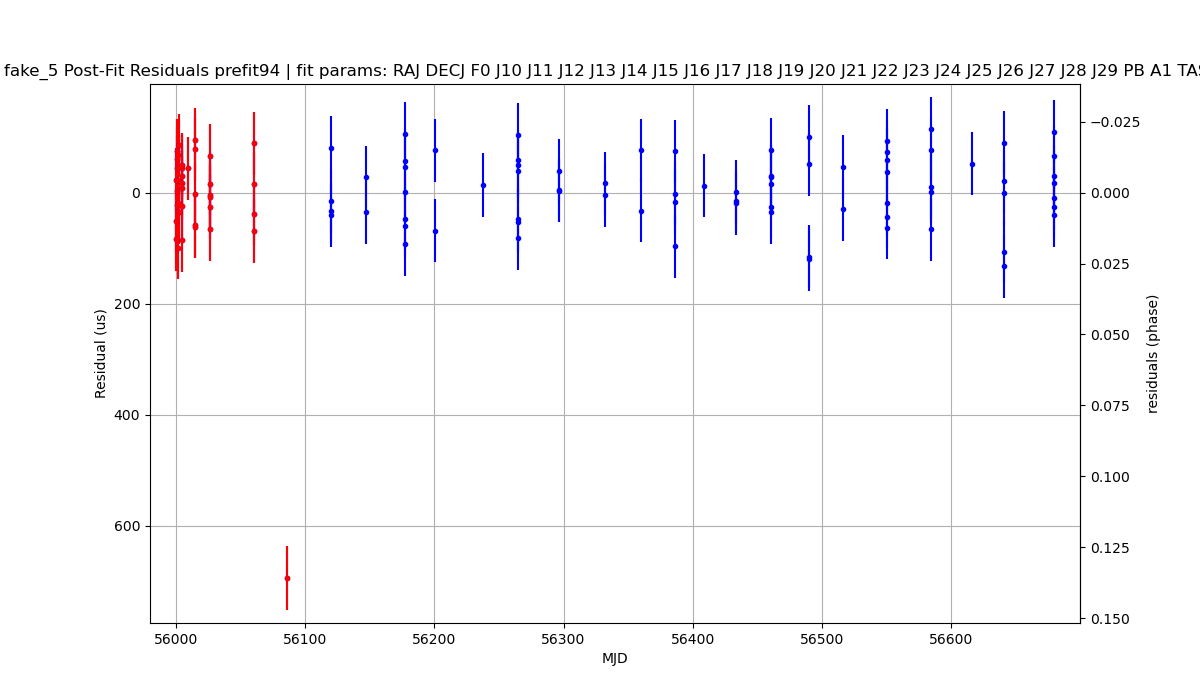 fake_5 Post-Fit Residuals prefit94 | fit params: RAJ DECJ F0 J10 J11 J12 J13 J14 J15 J16 J17 J18 J19 J20 J21 J22 J23 J24 J25 J26 J27 J28 J29 PB A1 TAS
0
200
400
600
Residual (us)
−0.025
0.000
0.025
0.050
0.075
0.100
0.125
0.150
residuals (phase)
56000 56100 56200 56300 56400 56500 56600
MJD